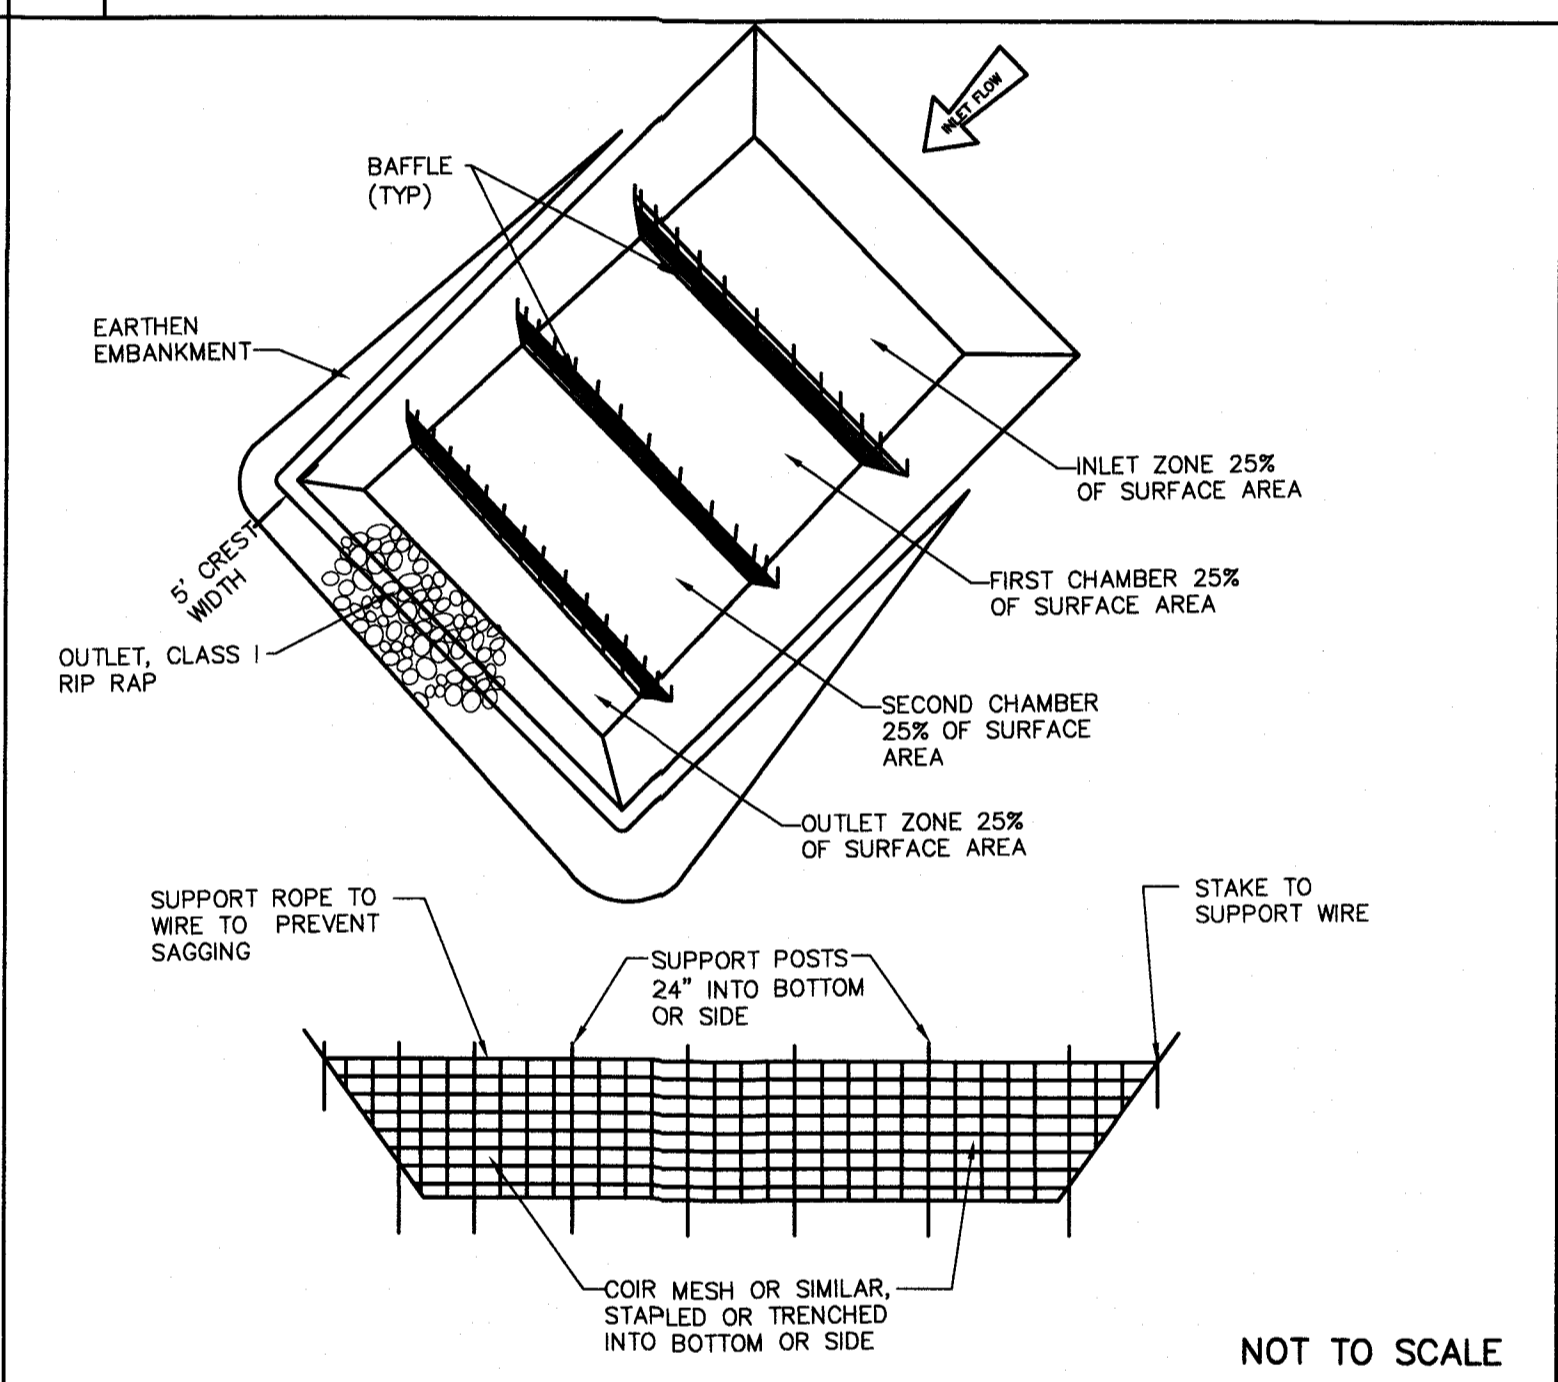 INLET FLOW
BAFFLE
(TYP)
EARTHEN
EMBANKMENT
5' CREST
WIDTH
OUTLET, CLASS I
RIP RAP
INLET ZONE 25%
OF SURFACE AREA
FIRST CHAMBER 25%
OF SURFACE AREA
SECOND CHAMBER
25% OF SURFACE
AREA
OUTLET ZONE 25%
OF SURFACE AREA
SUPPORT ROPE TO
WIRE TO PREVENT
SAGGING
SUPPORT POSTS
24" INTO BOTTOM
OR SIDE
STAKE TO
SUPPORT WIRE
COIR MESH OR SIMILAR,
STAPLED OR TRENCHED
INTO BOTTOM OR SIDE
NOT TO SCALE